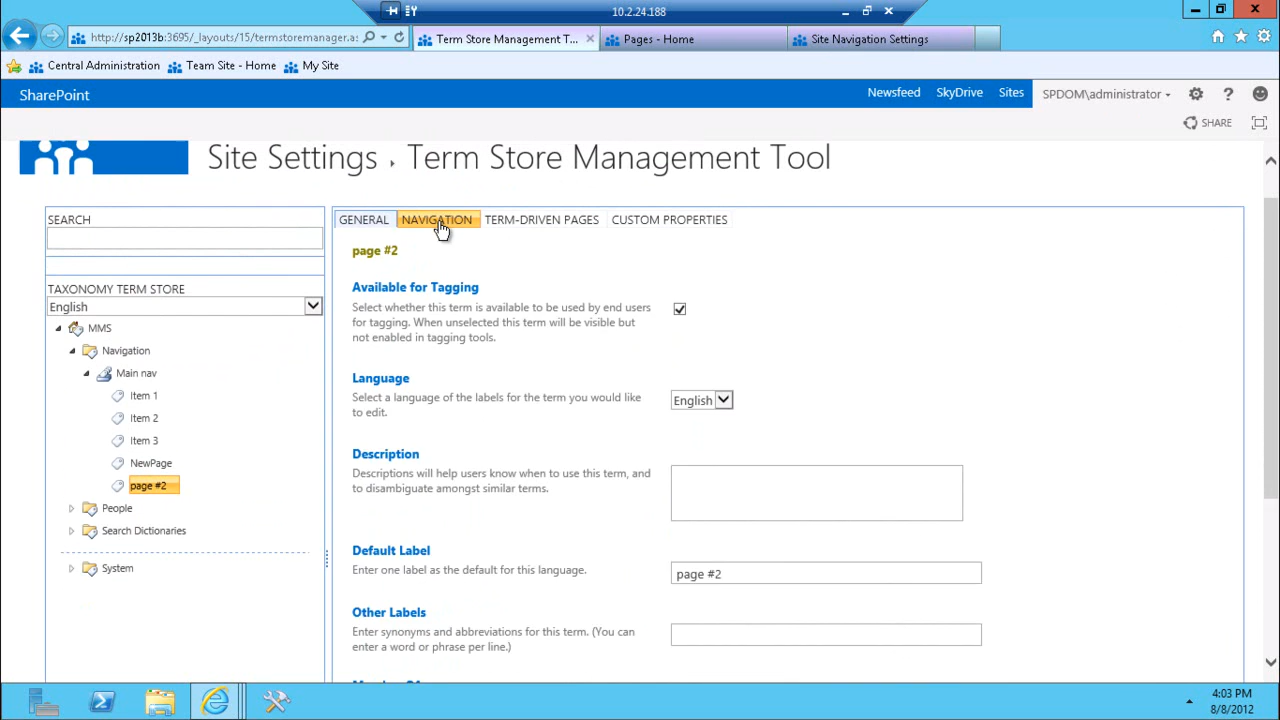 10.2.24.188
http://sp2013b:3695/_layouts/15/termstoremanager.a:
Term Store Management T...
Pages - Home
Site Navigation Settings
Central Administration
Team Site - Home
My Site
SharePoint
Newsfeed
SkyDrive
Sites
SPDOM\administrator
?
SHARE
Site Settings
Term Store Management Tool
SEARCH
TAXONOMY TERM STORE
English
MMS
Navigation
Main nav
Item 1
Item 2
Item 3
NewPage
page #2
People
Search Dictionaries
System
GENERAL
NAVIGATION
TERM-DRIVEN PAGES
CUSTOM PROPERTIES
page #2
Available for Tagging
Select whether this term is available to be used by end users
for tagging. When unselected this term will be visible but
not enabled in tagging tools.
Language
Select a language of the labels for the term you would like
to edit.
English
Description
Descriptions will help users know when to use this term, and
to disambiguate amongst similar terms.
Default Label
Enter one label as the default for this language.
page #2
Other Labels
Enter synonyms and abbreviations for this term. (You can
enter a word or phrase per line.)
4:03 PM
8/8/2012